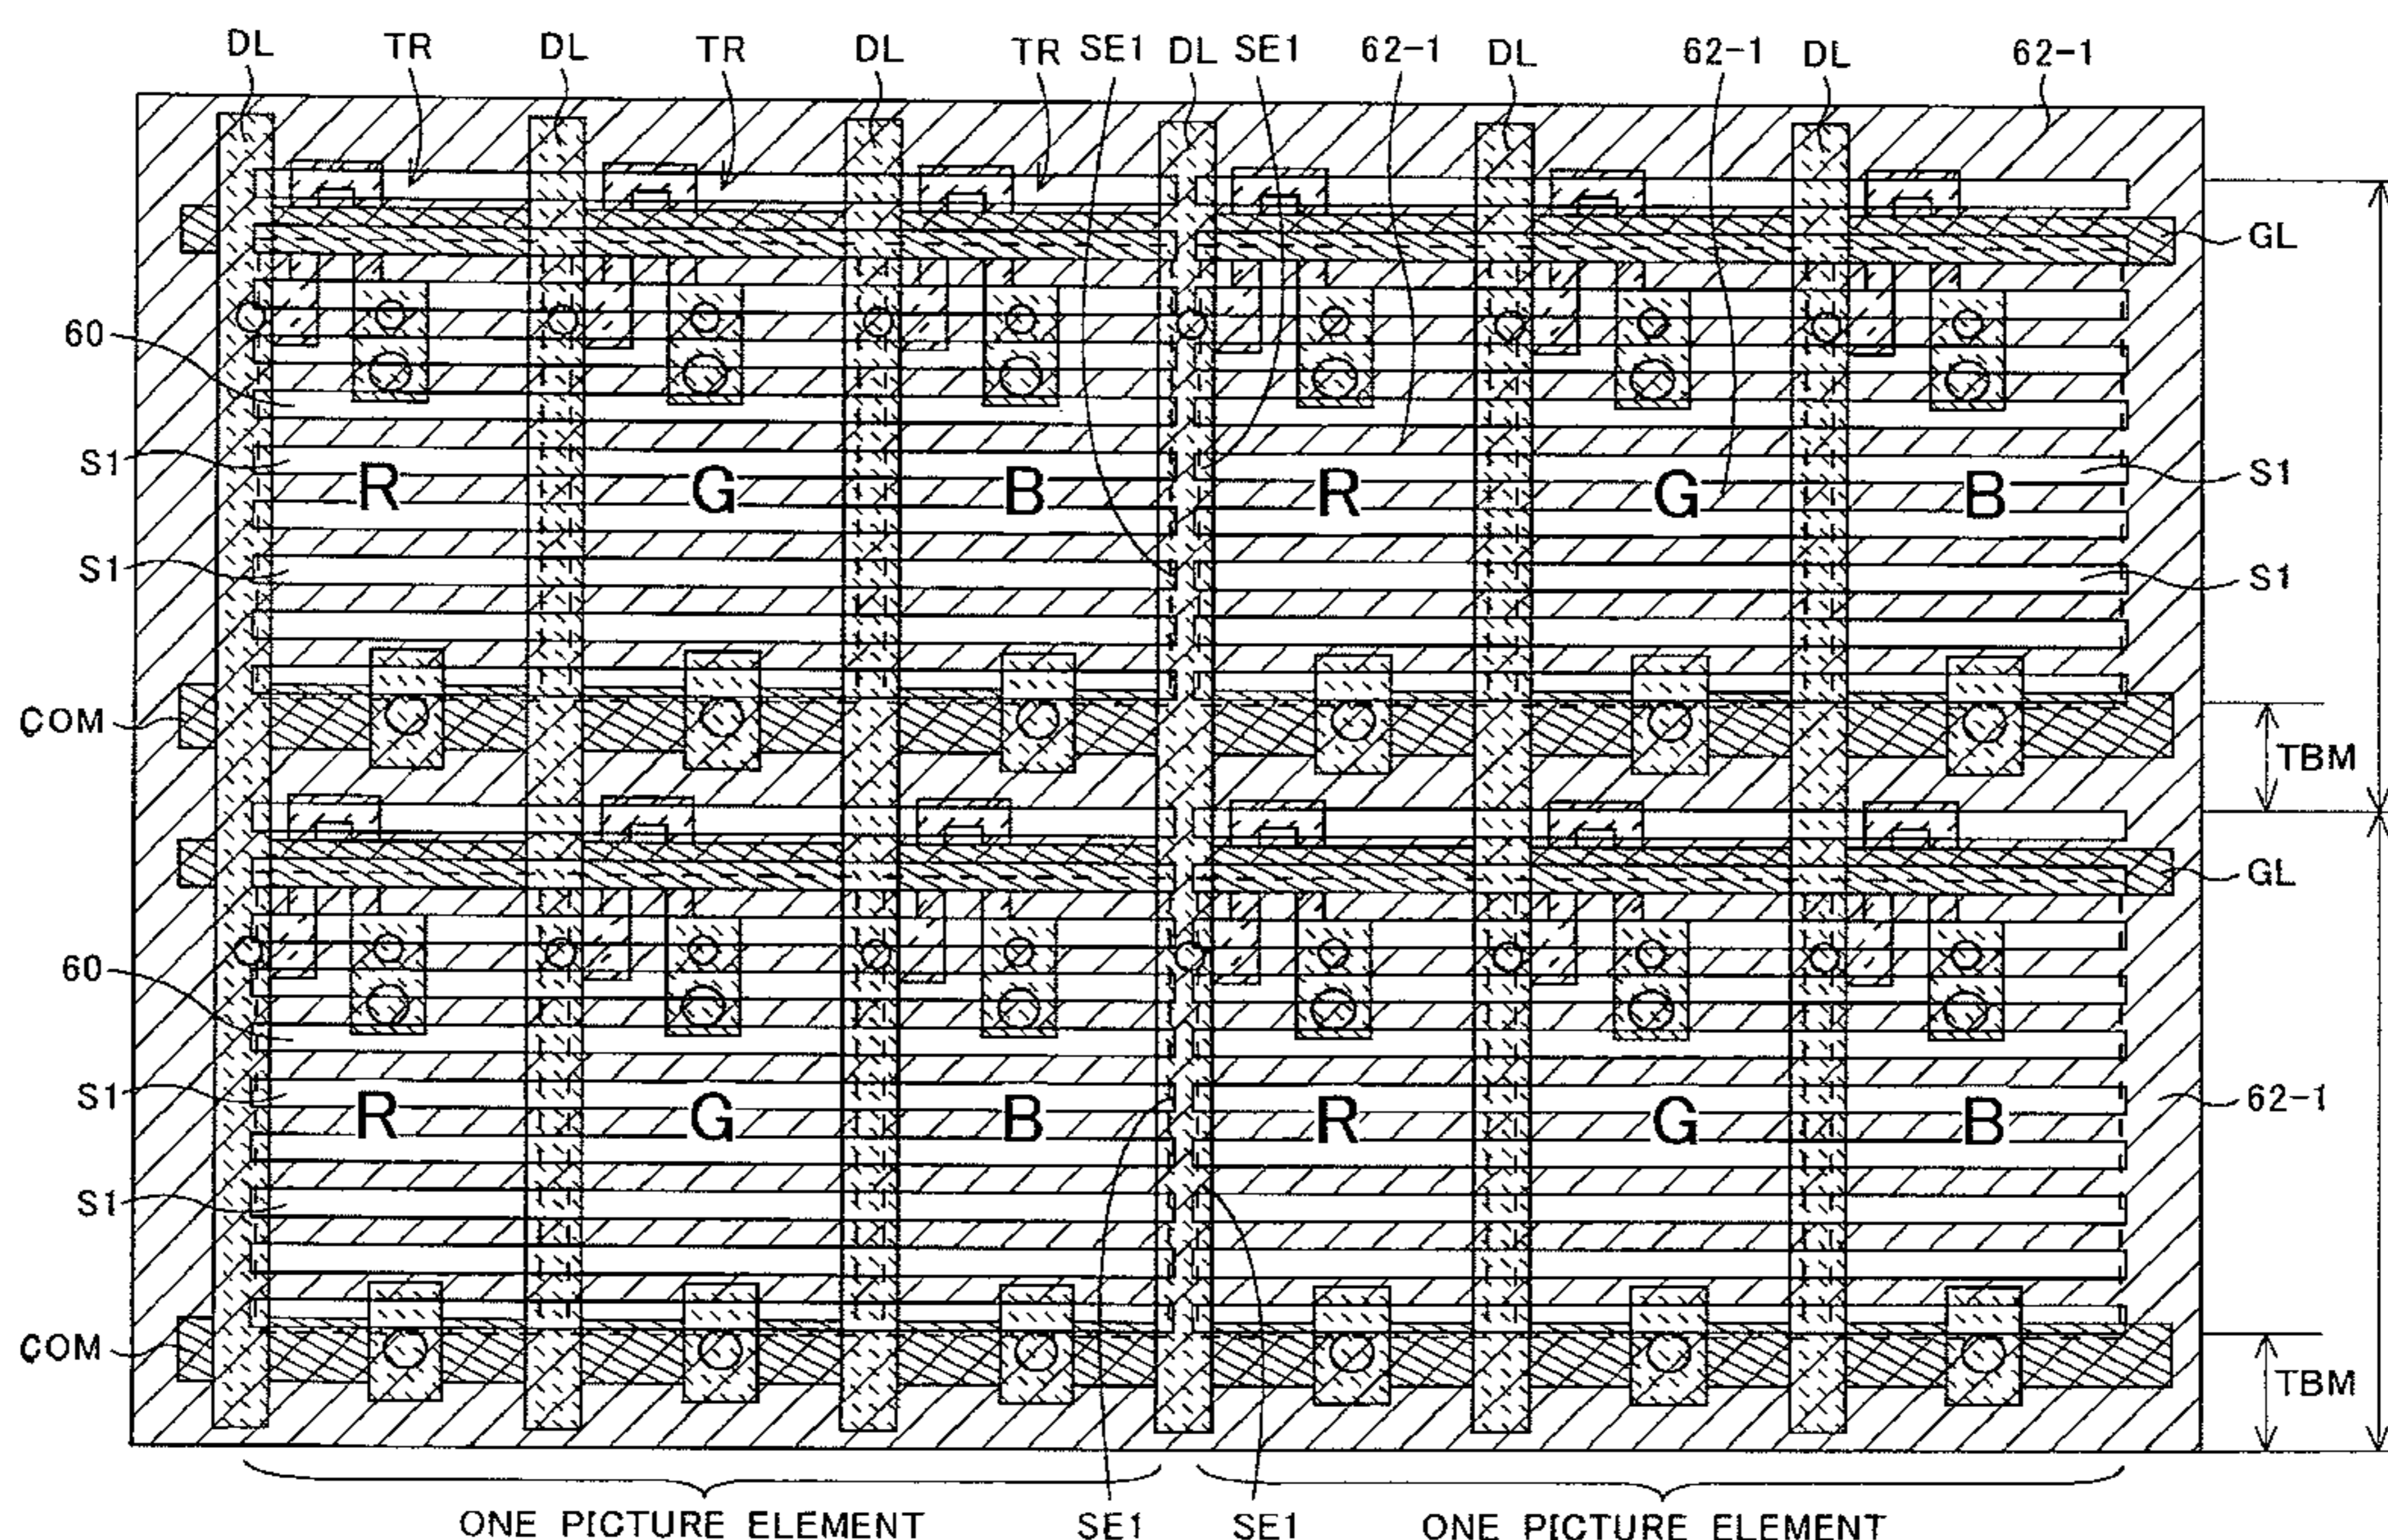 DL TR DL TR DL TR SE1 DL SE1 62-1 DL 62-1 DL 62-1
GL
60
S1 R G B R G B S1
S1 S1
COM TBM
GL
60
S1 R G B R G B 62-1
S1
COM TBM
ONE PICTURE ELEMENT SE1 SE1 ONE PICTURE ELEMENT